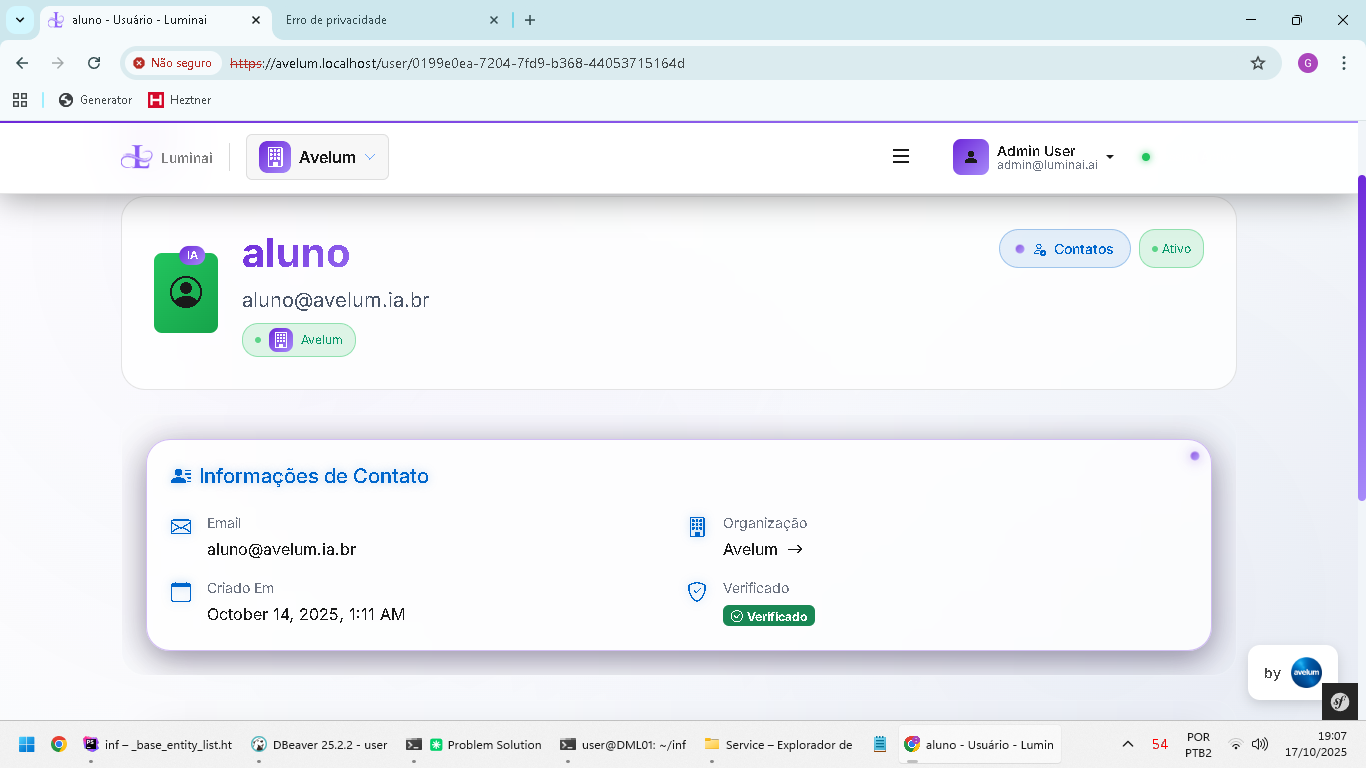 aluno - Usuário - Luminai
Erro de privacidade
Não seguro
https://avelum.localhost/user/0199e0ea-7204-7fd9-b368-44053715164d
G
Generator
Heztner
Luminai
Avelum
Admin User
admin@luminai.ai
IA
aluno
aluno@avelum.ia.br
Avelum
Contatos
Ativo
Informações de Contato
Email
aluno@avelum.ia.br
Organização
Avelum →
Criado Em
October 14, 2025, 1:11 AM
Verificado
Verificado
by avelum
inf – _base_entity_list.ht
DBeaver 25.2.2 - user
Problem Solution
user@DML01: ~/inf
Service – Explorador de
aluno - Usuário - Lumin
54
POR
PTB2
19:07
17/10/2025